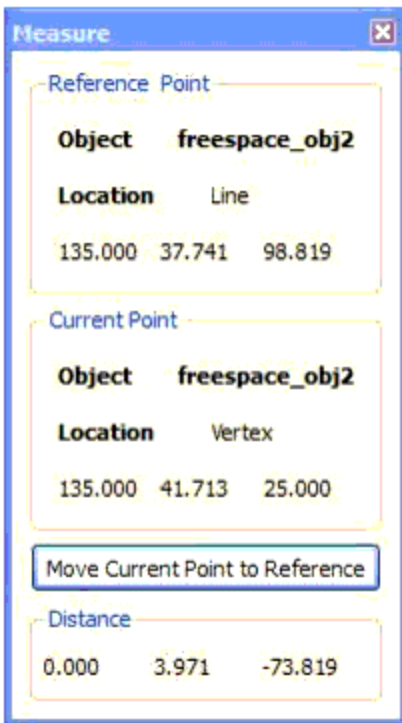 Measure
Reference Point
Object freespace_obj2
Location Line
135.000 37.741 98.819
Current Point
Object freespace_obj2
Location Vertex
135.000 41.713 25.000
Move Current Point to Reference
Distance
0.000 3.971 -73.819